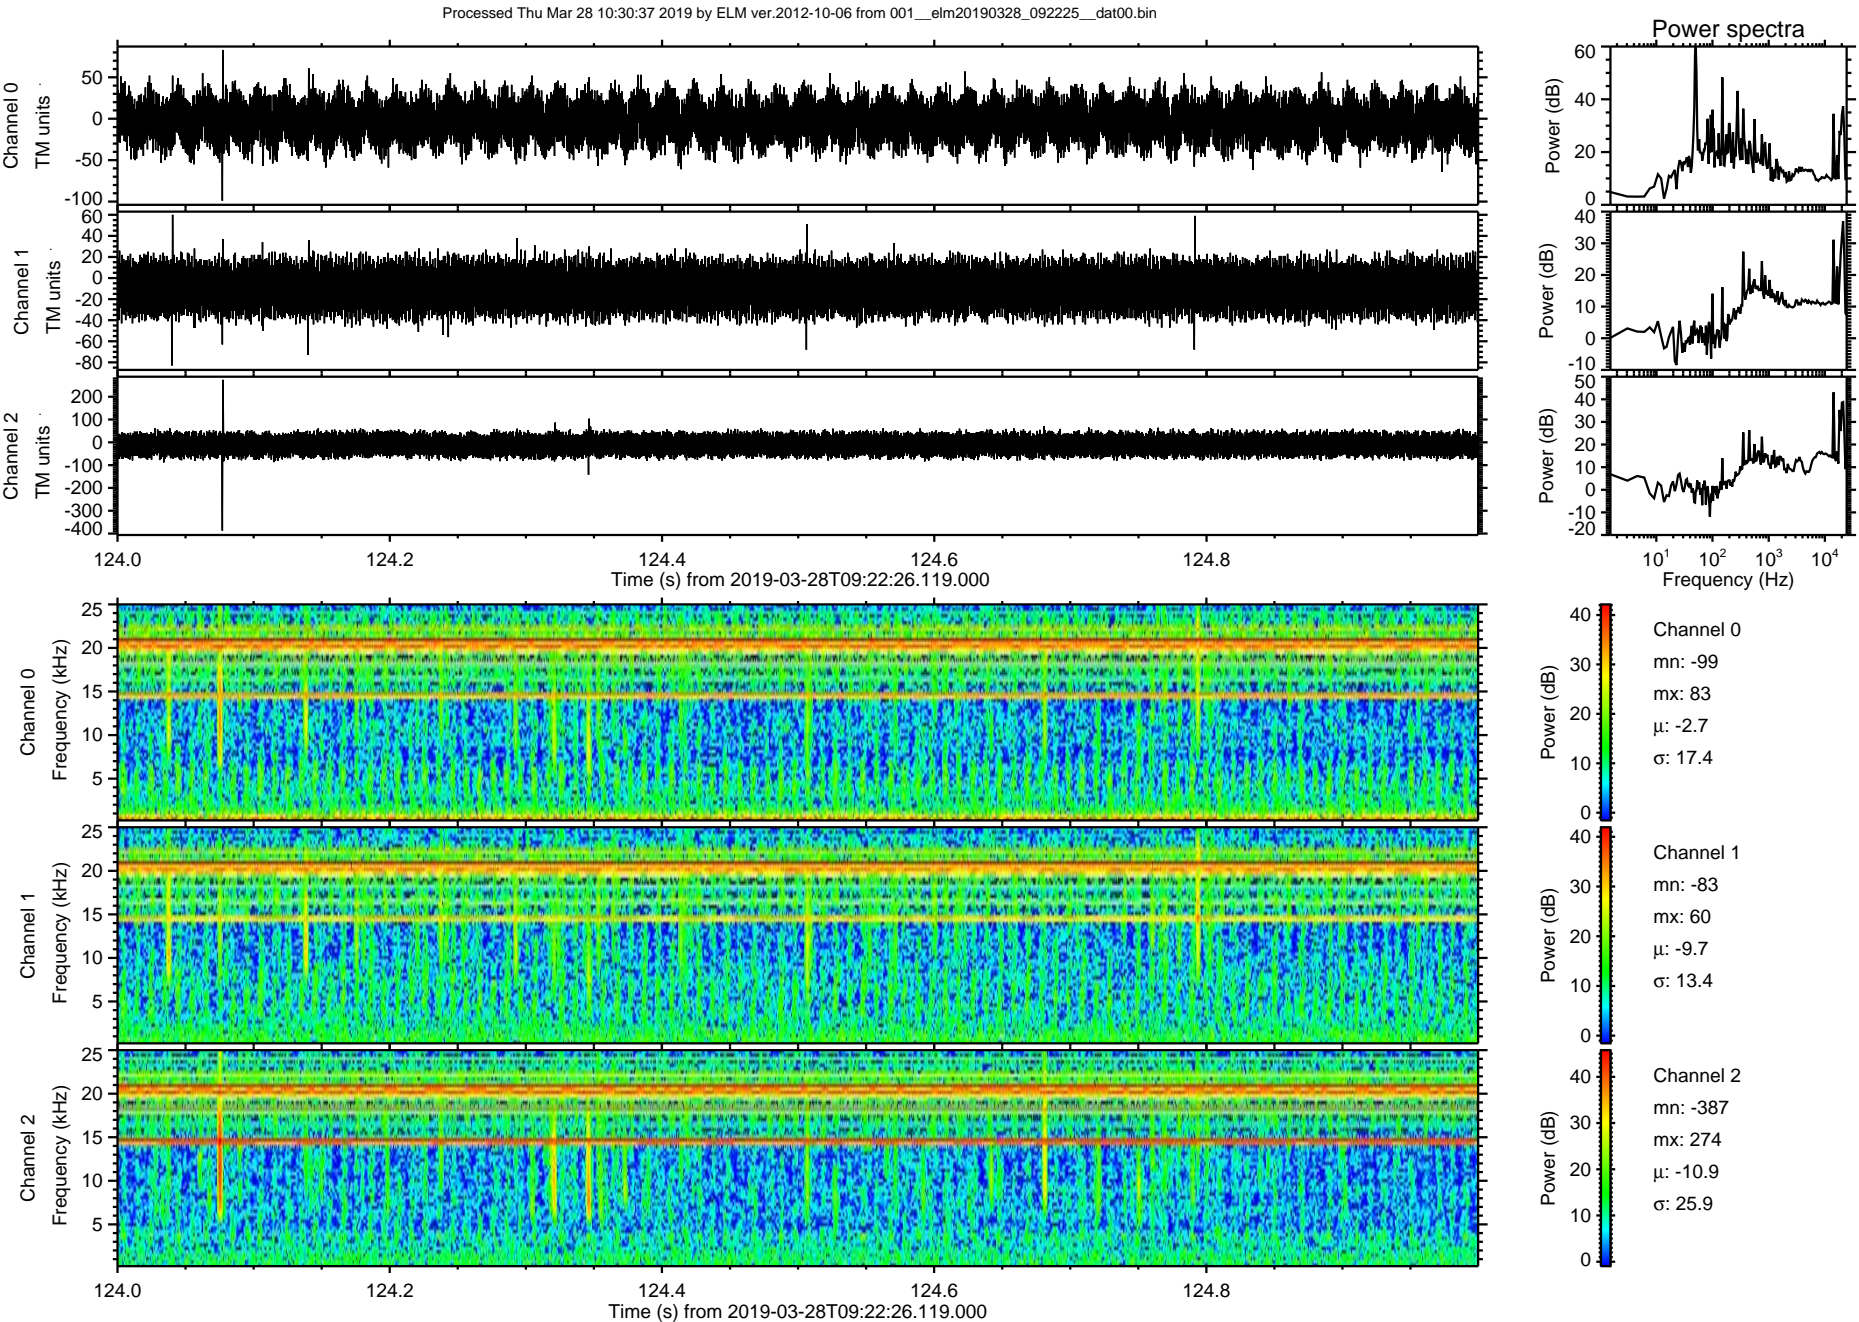 Processed Thu Mar 28 10:30:37 2019 by ELM ver.2012-10-06 from 001__elm20190328_092225__dat00.bin
Power spectra
Channel 0
TM units
50
0
-50
-100
Power (dB)
60
40
20
0
Channel 1
TM units
60
40
20
0
-20
-40
-60
-80
Power (dB)
40
30
20
10
0
-10
Channel 2
TM units
200
100
0
-100
-200
-300
-400
Power (dB)
50
40
30
20
10
0
-10
-20
124.0 124.2 124.4 124.6 124.8
Time (s) from 2019-03-28T09:22:26.119.000
10¹ 10² 10³ 10⁴
Frequency (Hz)
Channel 0
Frequency (kHz)
25
20
15
10
5
Power (dB)
40
30
20
10
0
Channel 0
mn: -99
mx: 83
μ: -2.7
σ: 17.4
Channel 1
Frequency (kHz)
25
20
15
10
5
Power (dB)
40
30
20
10
0
Channel 1
mn: -83
mx: 60
μ: -9.7
σ: 13.4
Channel 2
Frequency (kHz)
25
20
15
10
5
Power (dB)
40
30
20
10
0
Channel 2
mn: -387
mx: 274
μ: -10.9
σ: 25.9
124.0 124.2 124.4 124.6 124.8
Time (s) from 2019-03-28T09:22:26.119.000